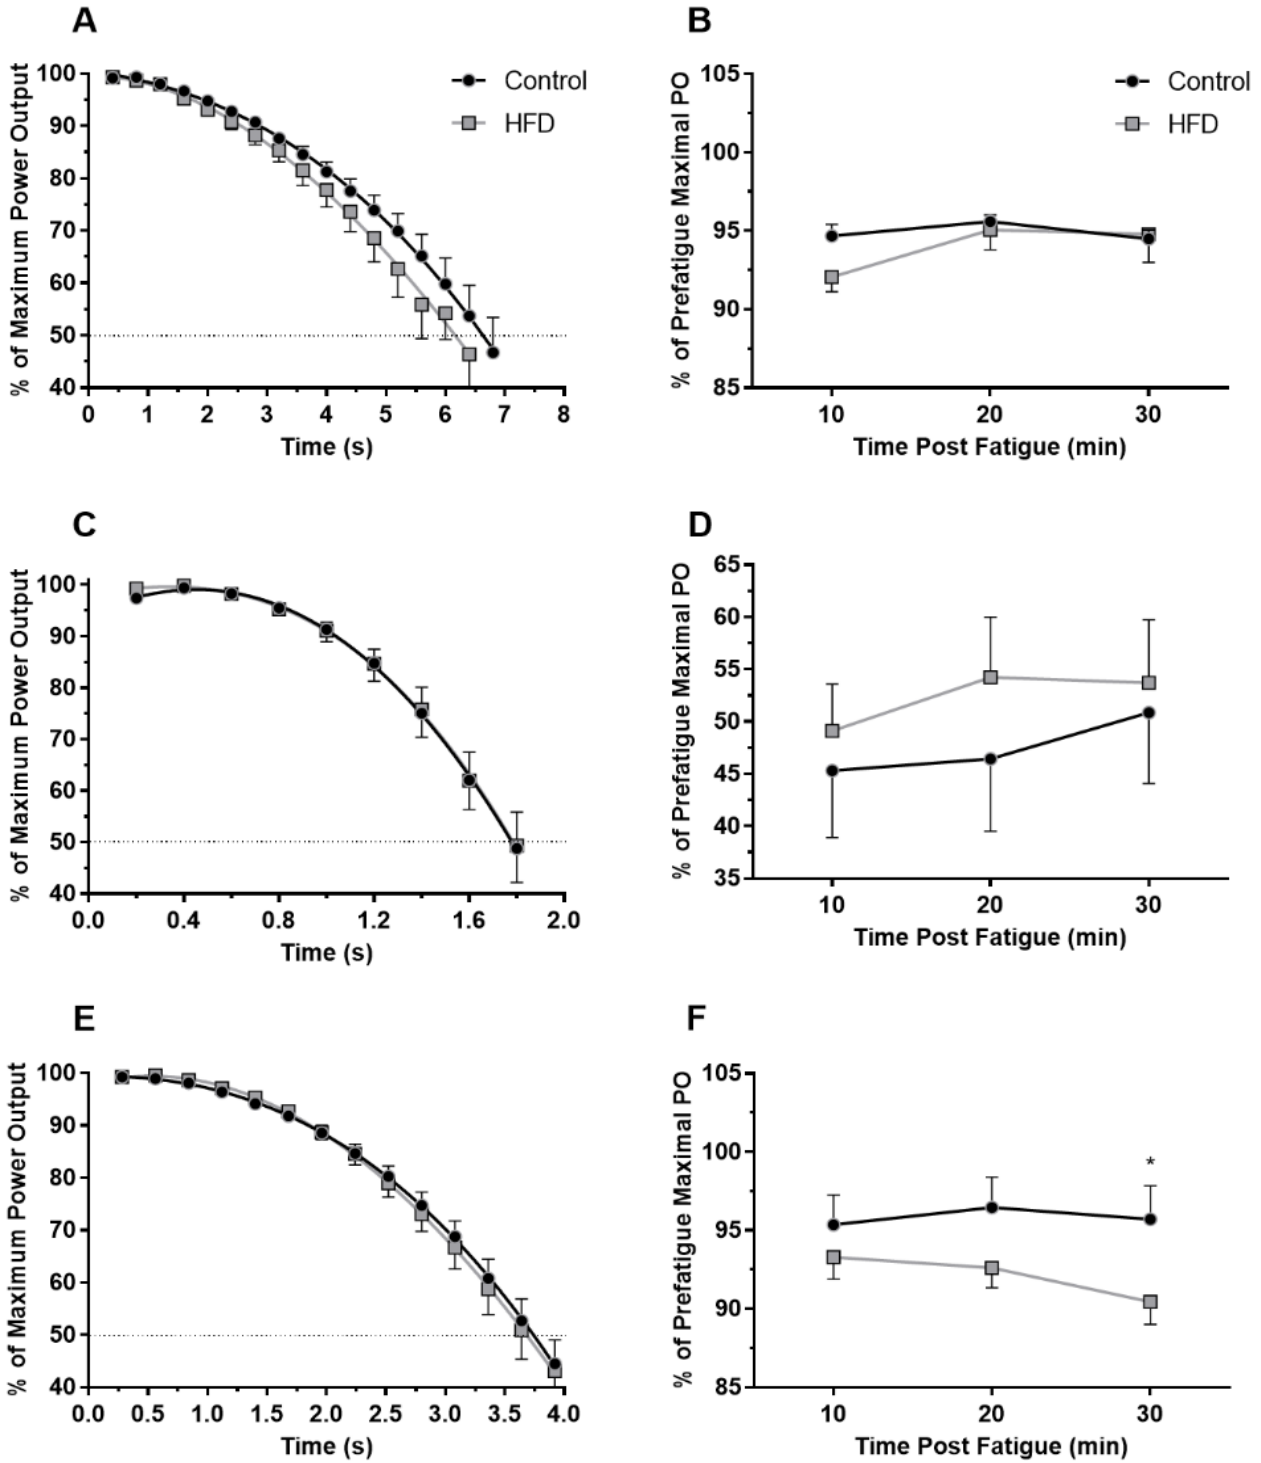 A
% of Maximum Power Output
100
90
80
70
60
50
40
0 1 2 3 4 5 6 7 8
Time (s)
Control
HFD
B
% of Prefatigue Maximal PO
105
100
95
90
85
10 20 30
Time Post Fatigue (min)
Control
HFD
C
% of Maximum Power Output
100
90
80
70
60
50
40
0.0 0.4 0.8 1.2 1.6 2.0
Time (s)
D
% of Prefatigue Maximal PO
65
60
55
50
45
40
35
10 20 30
Time Post Fatigue (min)
E
% of Maximum Power Output
100
90
80
70
60
50
40
0.0 0.5 1.0 1.5 2.0 2.5 3.0 3.5 4.0
Time (s)
F
% of Prefatigue Maximal PO
105
100
95
90
85
*
10 20 30
Time Post Fatigue (min)